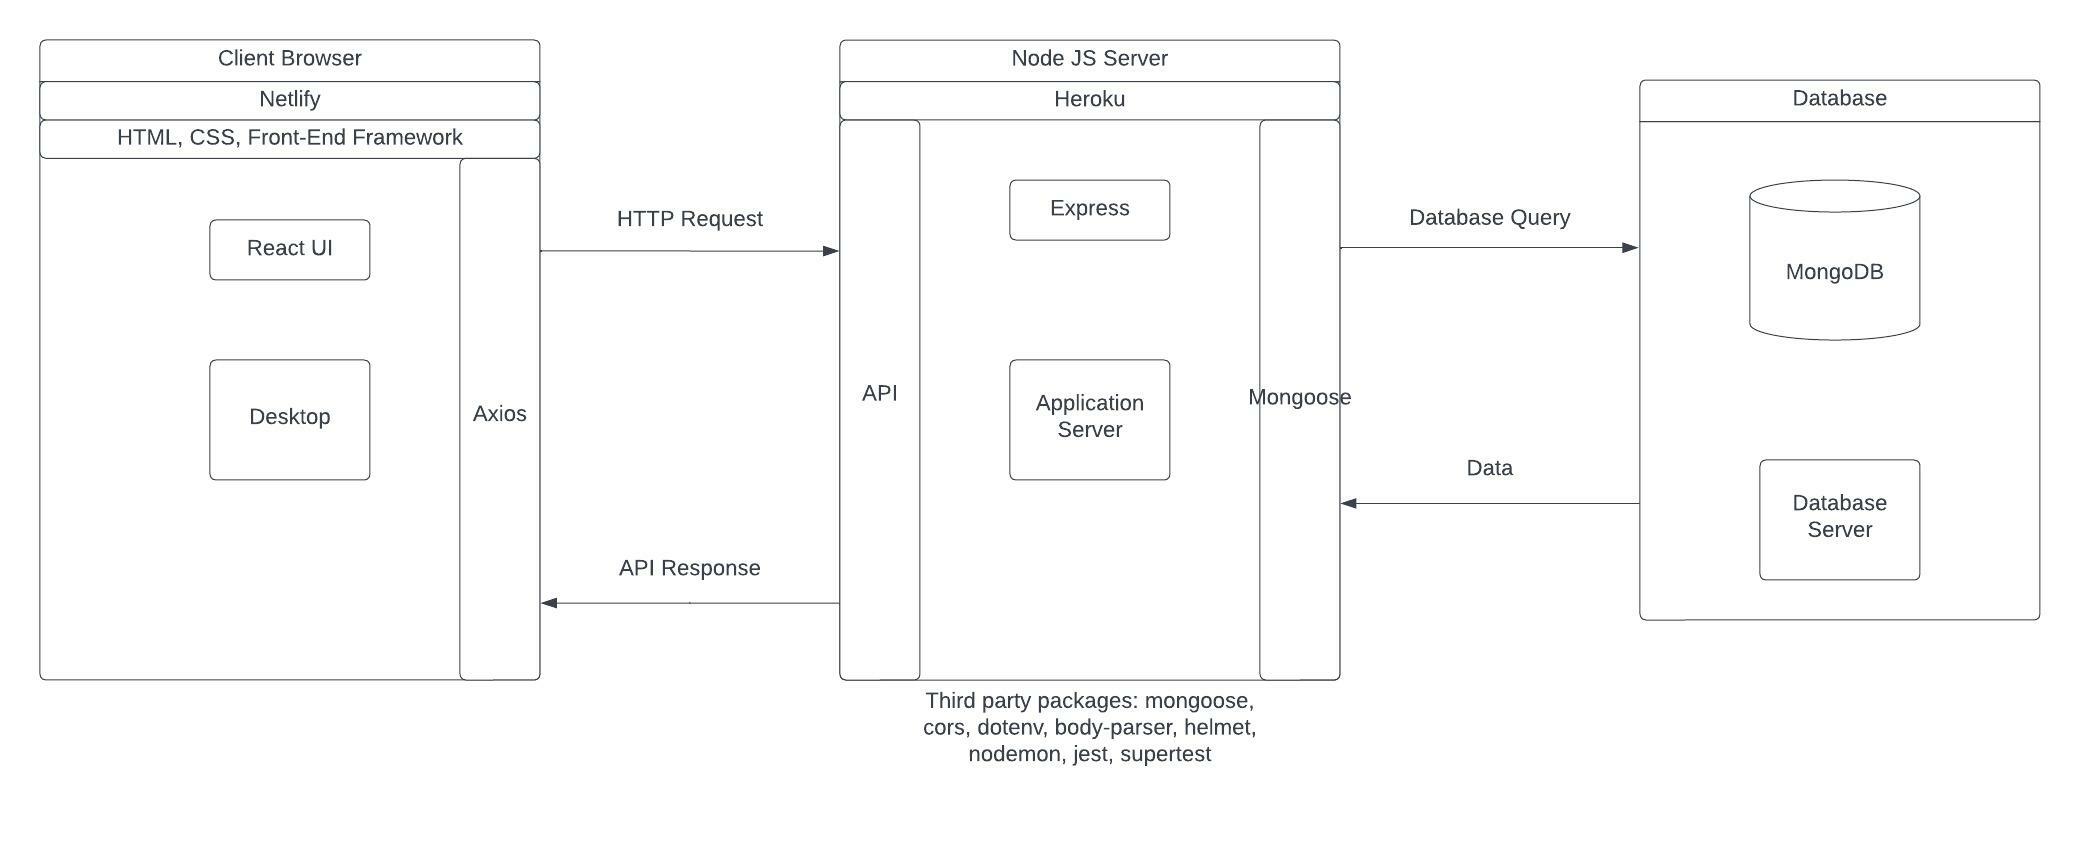 Client Browser
Netlify
HTML, CSS, Front-End Framework
React UI
Desktop
Axios
HTTP Request
API Response
Node JS Server
Heroku
API
Express
Application
Server
Mongoose
Third party packages: mongoose,
cors, dotenv, body-parser, helmet,
nodemon, jest, supertest
Database Query
Data
Database
MongoDB
Database
Server